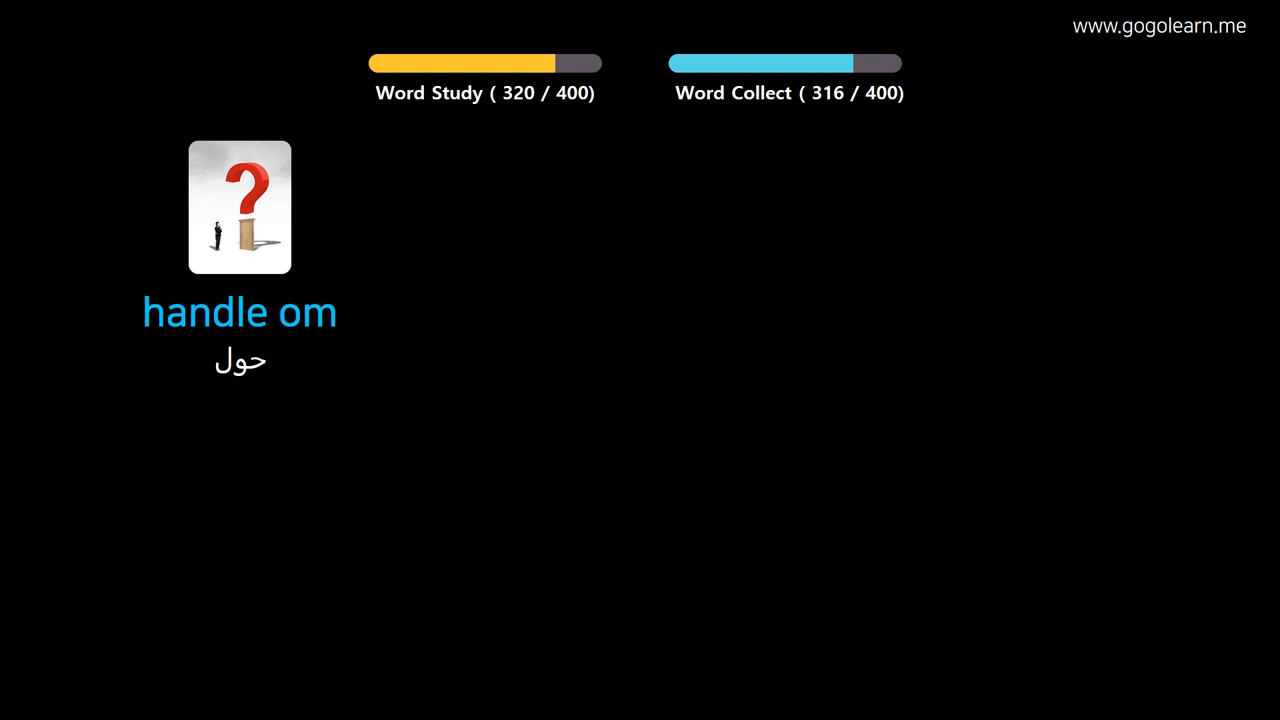 www.gogolearn.me
Word Study ( 320 / 400)
Word Collect ( 316 / 400)
handle om
حول